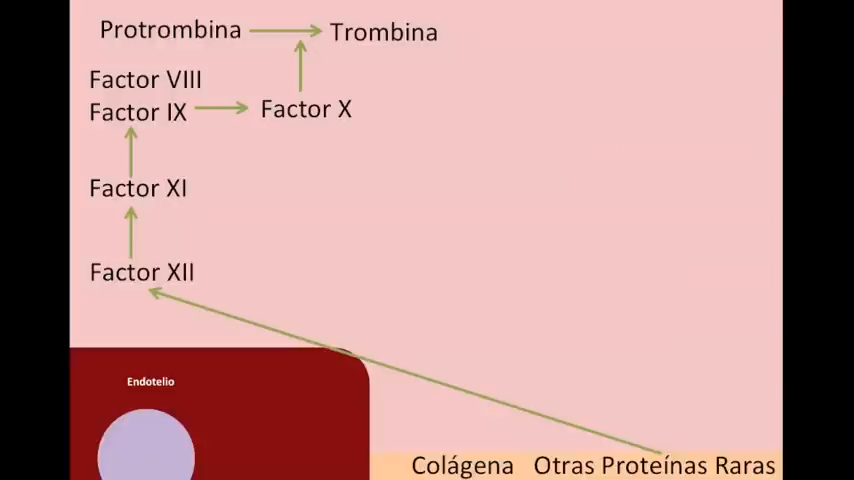 Protrombina Trombina
Factor VIII
Factor IX Factor X
Factor XI
Factor XII
Endotelio
Colágena Otras Proteínas Raras